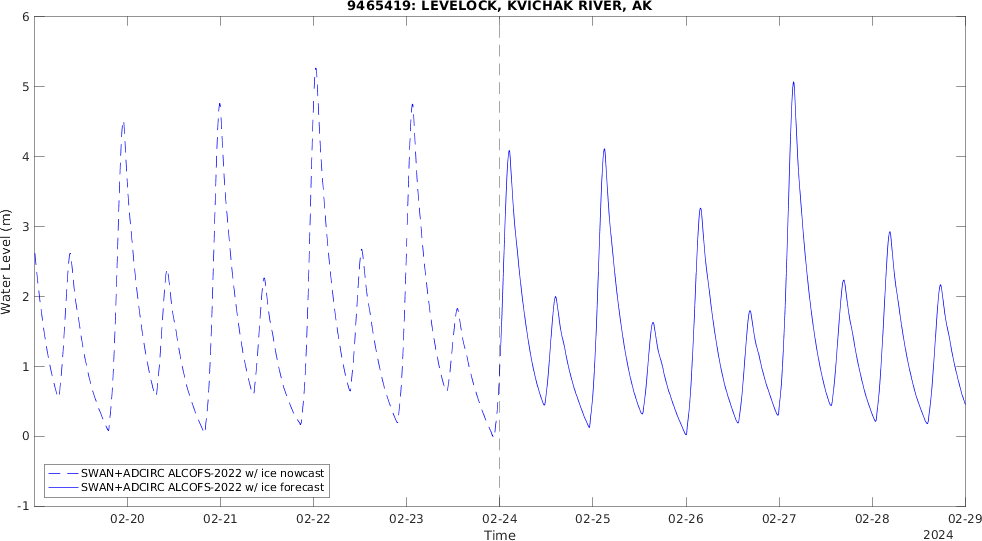 9465419: LEVELOCK, KVICHAK RIVER, AK
6
5
4
3
2
1
0
-1
Water Level (m)
SWAN+ADCIRC ALCOFS-2022 w/ ice nowcast
SWAN+ADCIRC ALCOFS-2022 w/ ice forecast
02-20 02-21 02-22 02-23 02-24 02-25 02-26 02-27 02-28 02-29
Time 2024